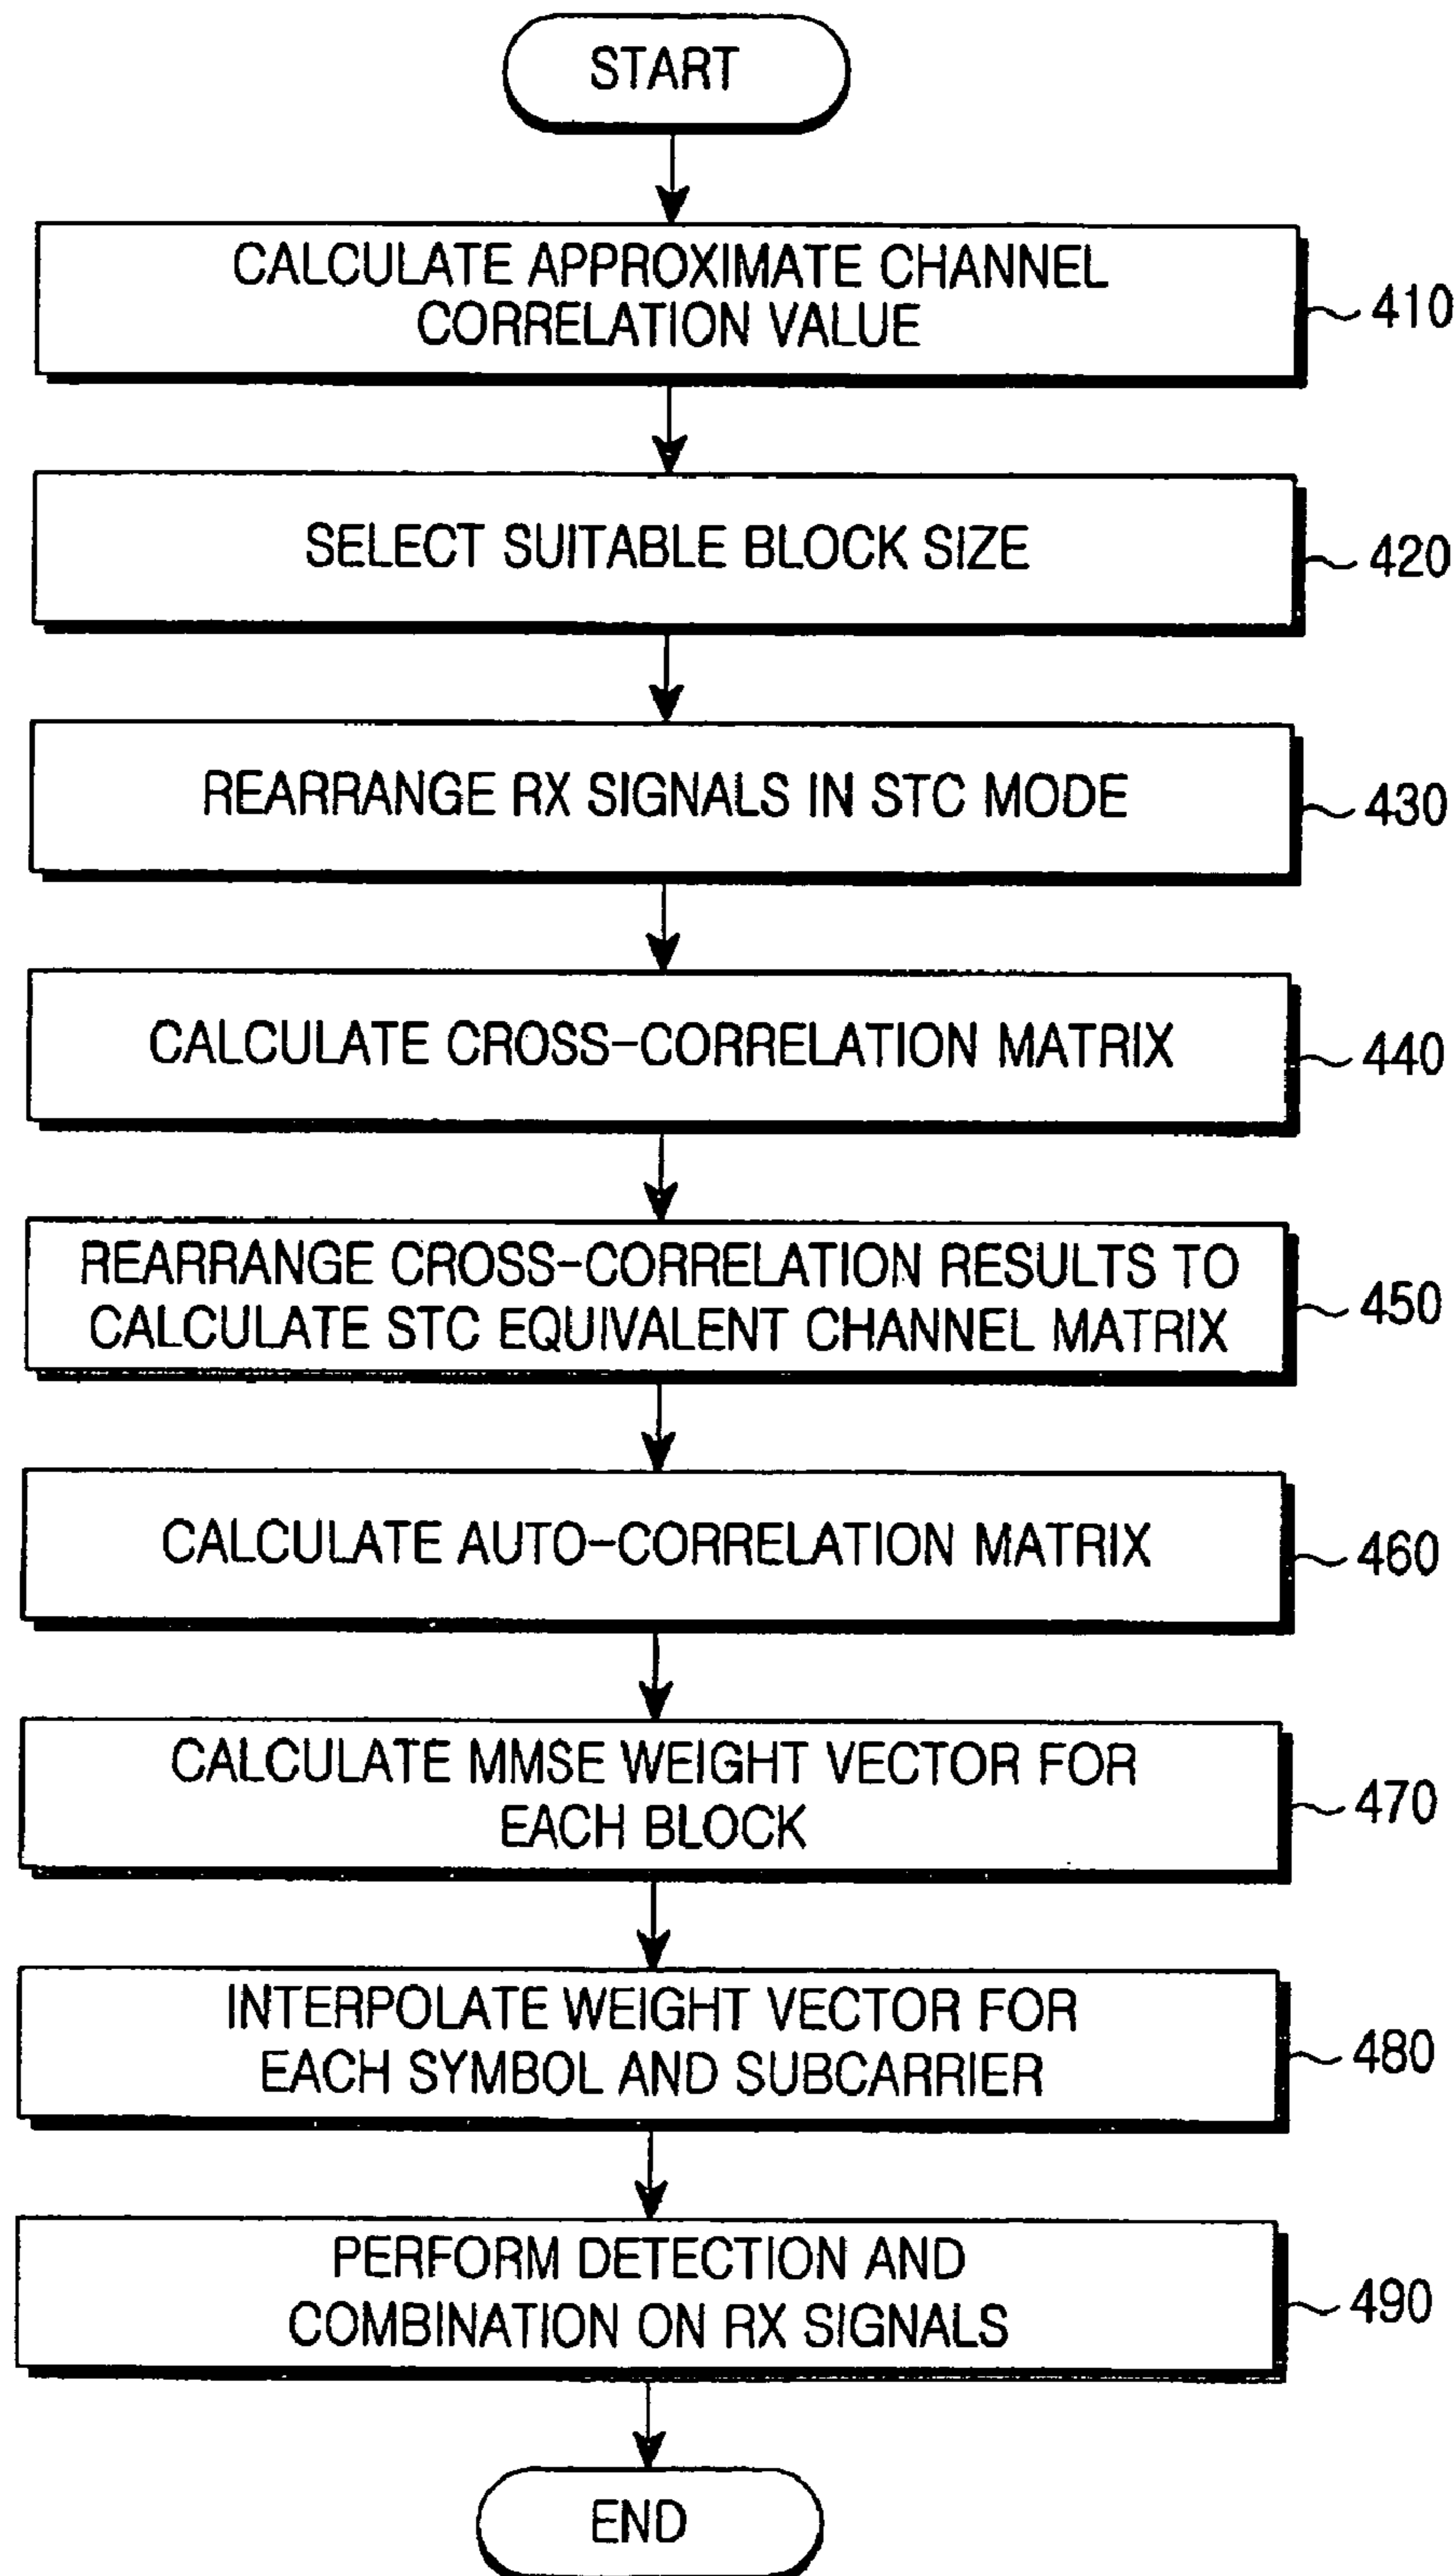 START
CALCULATE APPROXIMATE CHANNEL
CORRELATION VALUE
410
SELECT SUITABLE BLOCK SIZE
420
REARRANGE RX SIGNALS IN STC MODE
430
CALCULATE CROSS-CORRELATION MATRIX
440
REARRANGE CROSS-CORRELATION RESULTS TO
CALCULATE STC EQUIVALENT CHANNEL MATRIX
450
CALCULATE AUTO-CORRELATION MATRIX
460
CALCULATE MMSE WEIGHT VECTOR FOR
EACH BLOCK
470
INTERPOLATE WEIGHT VECTOR FOR
EACH SYMBOL AND SUBCARRIER
480
PERFORM DETECTION AND
COMBINATION ON RX SIGNALS
490
END